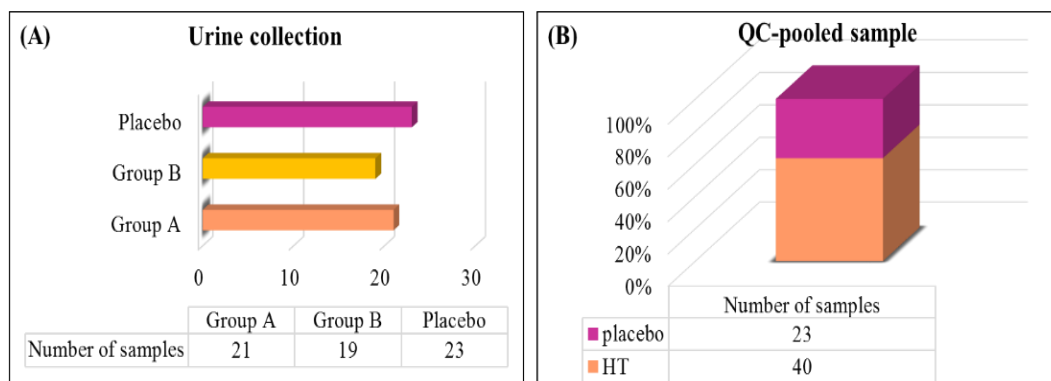 (A)
Urine collection
Placebo
Group B
Group A
0 10 20 30
Group A Group B Placebo
Number of samples 21 19 23
(B)
QC-pooled sample
100%
80%
60%
40%
20%
0%
Number of samples
placebo 23
HT 40